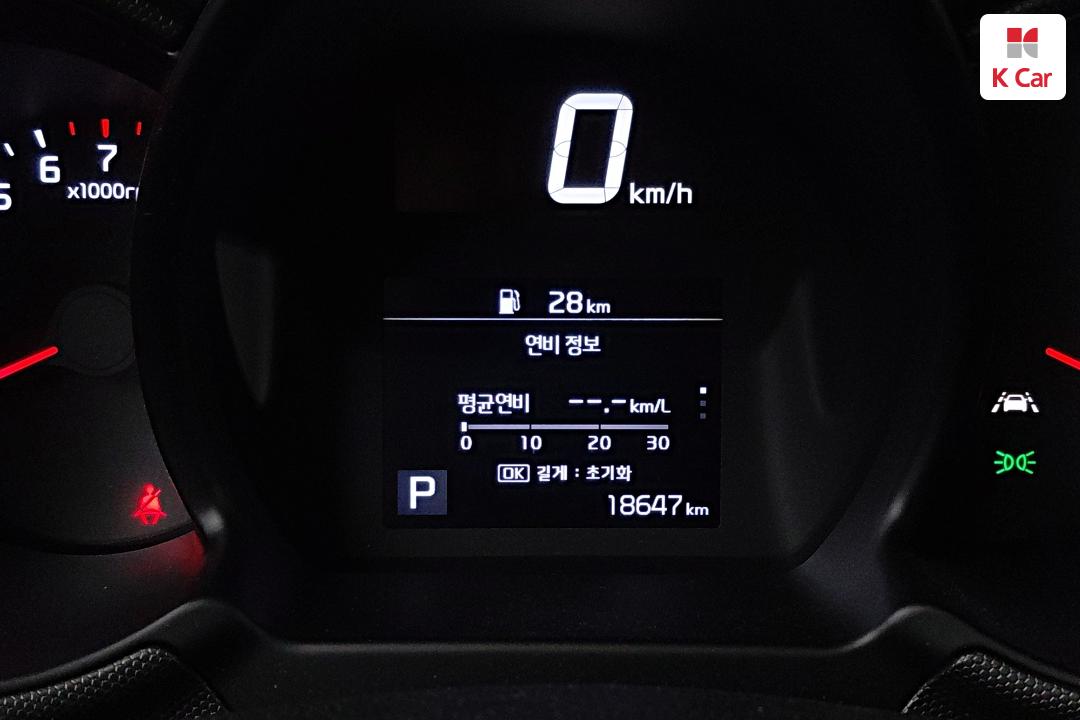 K Car
0 km/h
5 6 7
x1000r
28 km
연비 정보
평균연비 --.- km/L
0 10 20 30
OK 길게 : 초기화
P
18647 km